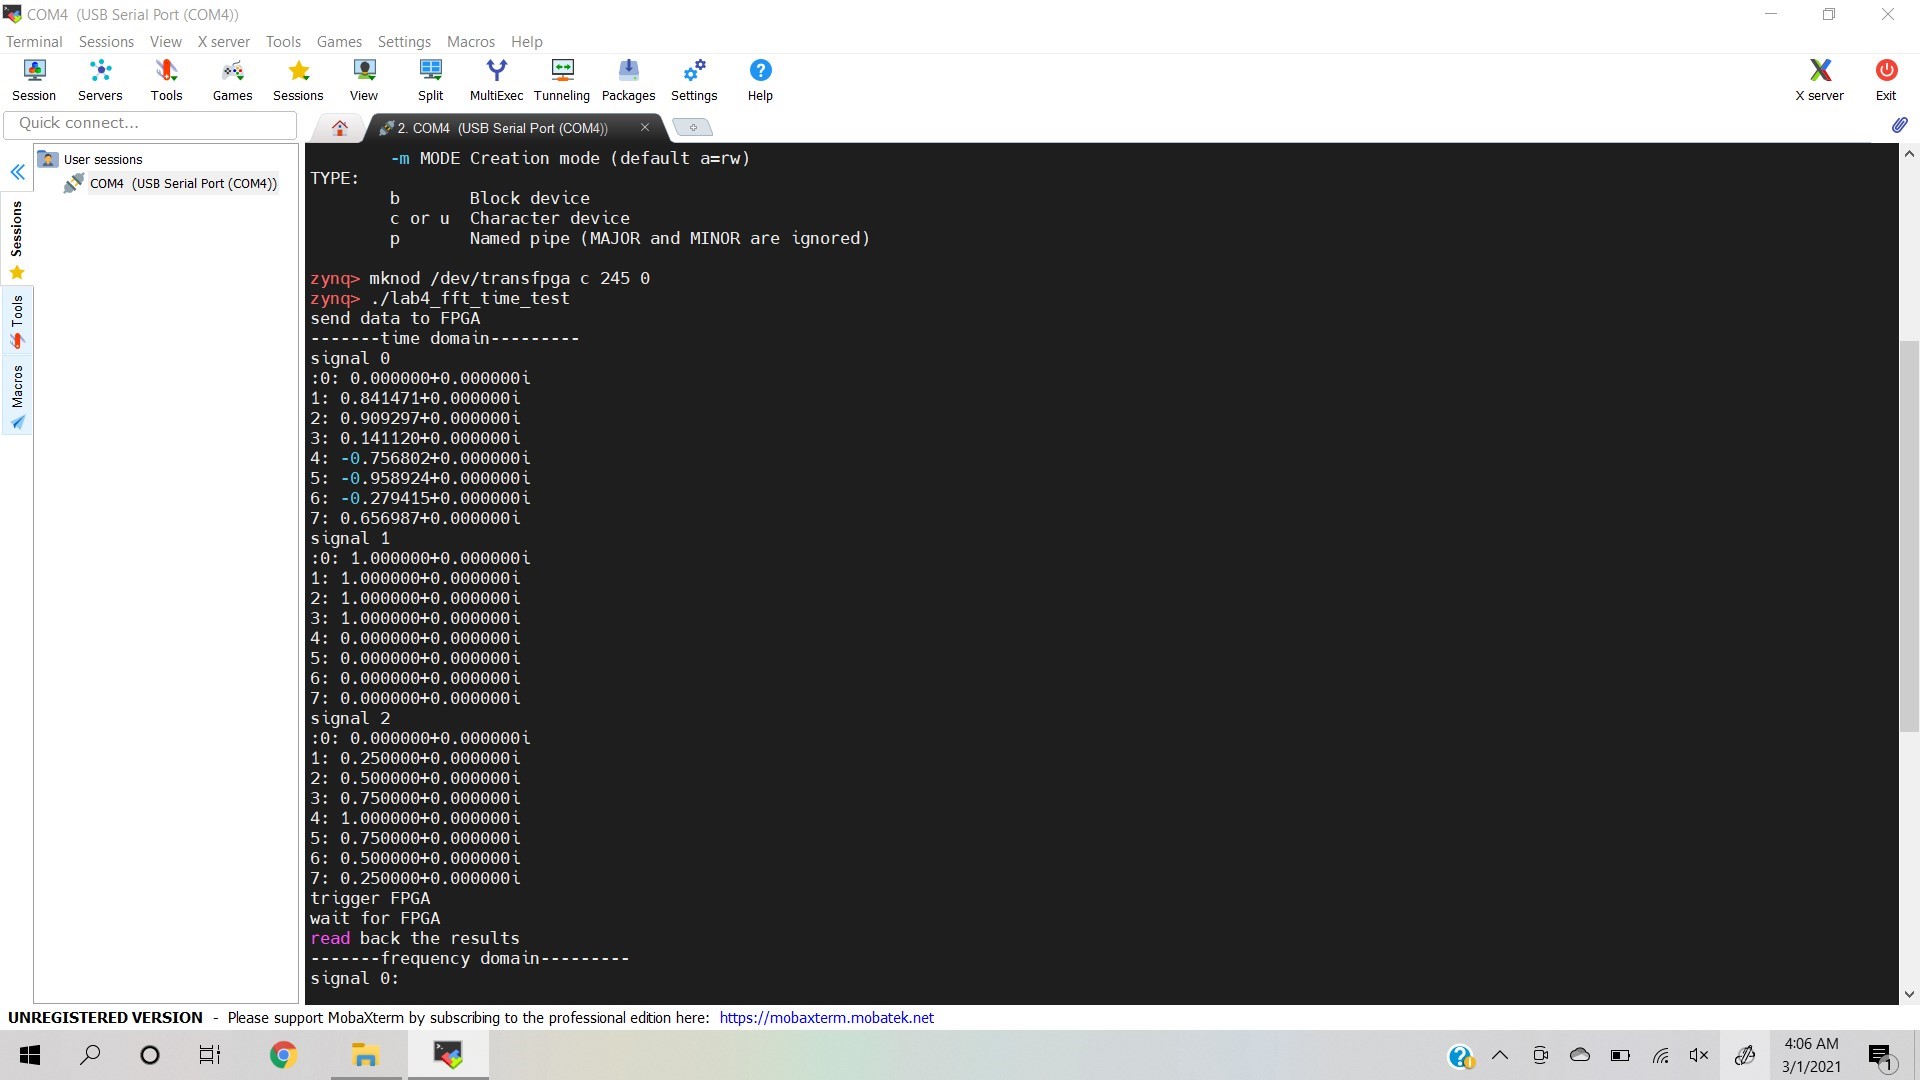 COM4 (USB Serial Port (COM4))
Terminal Sessions View X server Tools Games Settings Macros Help
Session Servers Tools Games Sessions View Split MultiExec Tunneling Packages Settings Help X server Exit
Quick connect...
2. COM4 (USB Serial Port (COM4))
User sessions
COM4 (USB Serial Port (COM4))
Sessions
Tools
Macros
-m MODE Creation mode (default a=rw)
TYPE:
b Block device
c or u Character device
p Named pipe (MAJOR and MINOR are ignored)
zynq> mknod /dev/transfpga c 245 0
zynq> ./lab4_fft_time_test
send data to FPGA
-------time domain---------
signal 0
:0: 0.000000+0.000000i
1: 0.841471+0.000000i
2: 0.909297+0.000000i
3: 0.141120+0.000000i
4: -0.756802+0.000000i
5: -0.958924+0.000000i
6: -0.279415+0.000000i
7: 0.656987+0.000000i
signal 1
:0: 1.000000+0.000000i
1: 1.000000+0.000000i
2: 1.000000+0.000000i
3: 1.000000+0.000000i
4: 0.000000+0.000000i
5: 0.000000+0.000000i
6: 0.000000+0.000000i
7: 0.000000+0.000000i
signal 2
:0: 0.000000+0.000000i
1: 0.250000+0.000000i
2: 0.500000+0.000000i
3: 0.750000+0.000000i
4: 1.000000+0.000000i
5: 0.750000+0.000000i
6: 0.500000+0.000000i
7: 0.250000+0.000000i
trigger FPGA
wait for FPGA
read back the results
-------frequency domain---------
signal 0:
UNREGISTERED VERSION - Please support MobaXterm by subscribing to the professional edition here: https://mobaxterm.mobatek.net
4:06 AM
3/1/2021
1